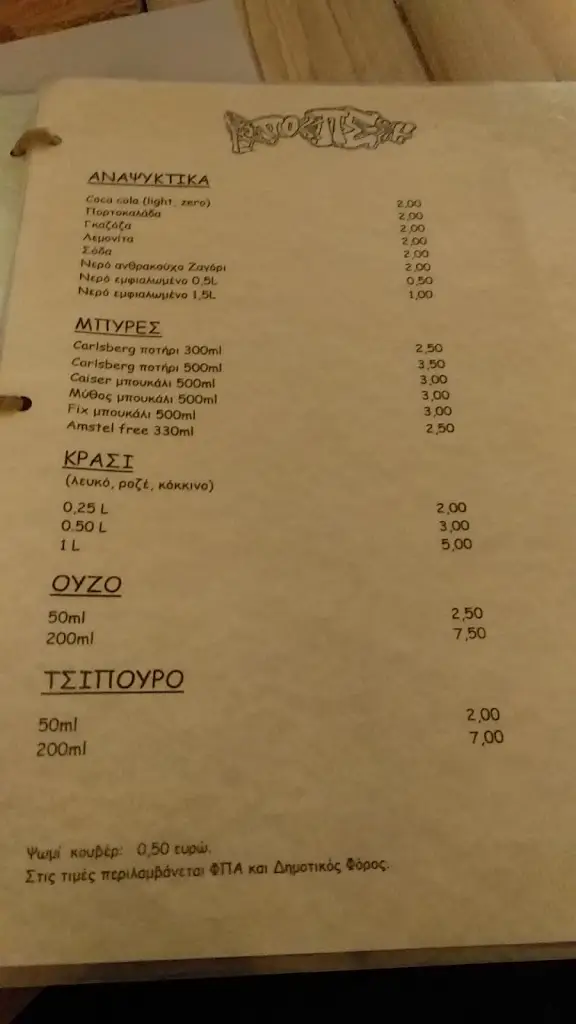 ΑΝΑΨΥΚΤΙΚΑ
Coca cola (light, zero) 2,00
Πορτοκαλάδα 2,00
Γκαζόζα 2,00
Λεμονίτα 2,00
Σόδα 2,00
Νερό ανθρακούχο Ζαγόρι 2,00
Νερό εμφιαλωμένο 0,5L 0,50
Νερό εμφιαλωμένο 1,5L 1,00
ΜΠΥΡΕΣ
Carlsberg ποτήρι 300ml 2,50
Carlsberg ποτήρι 500ml 3,50
Caiser μπουκάλι 500ml 3,00
Μύθος μπουκάλι 500ml 3,00
Fix μπουκάλι 500ml 3,00
Amstel free 330ml 2,50
ΚΡΑΣΙ
(λευκό, ροζέ, κόκκινο)
0,25 L 2,00
0.50 L 3,00
1 L 5,00
ΟΥΖΟ
50ml 2,50
200ml 7,50
ΤΣΙΠΟΥΡΟ
50ml 2,00
200ml 7,00
Ψωμί κουβέρ: 0,50 ευρώ.
Στις τιμές περιλαμβάνεται ΦΠΑ και Δημοτικός Φόρος.